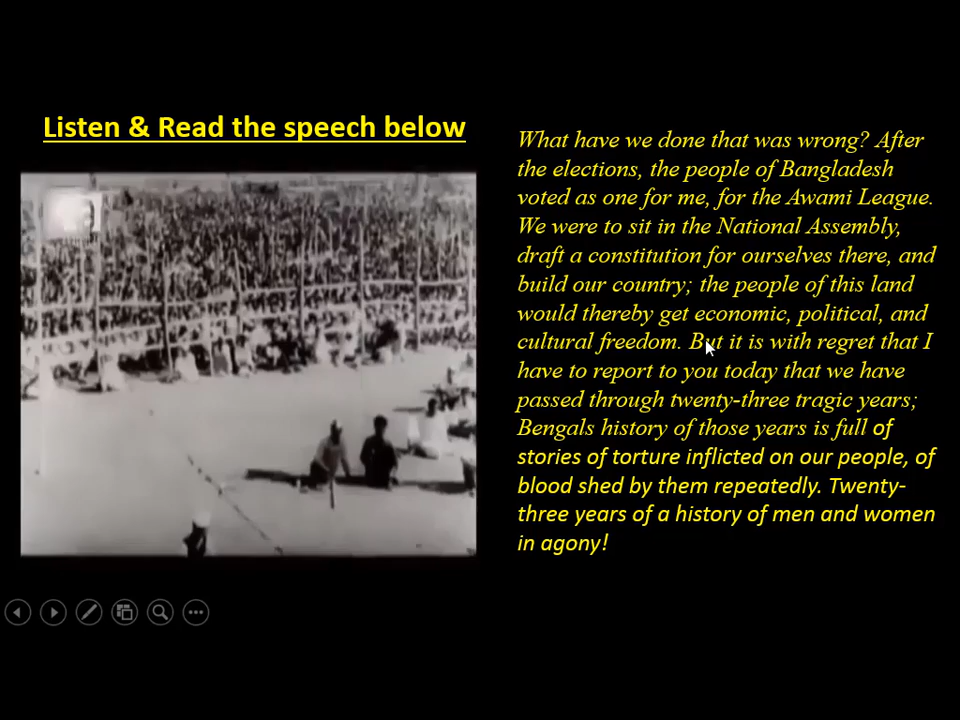 Listen & Read the speech below
What have we done that was wrong? After
the elections, the people of Bangladesh
voted as one for me, for the Awami League.
We were to sit in the National Assembly,
draft a constitution for ourselves there, and
build our country; the people of this land
would thereby get economic, political, and
cultural freedom. But it is with regret that I
have to report to you today that we have
passed through twenty-three tragic years;
Bengals history of those years is full of
stories of torture inflicted on our people, of
blood shed by them repeatedly. Twenty-
three years of a history of men and women
in agony!